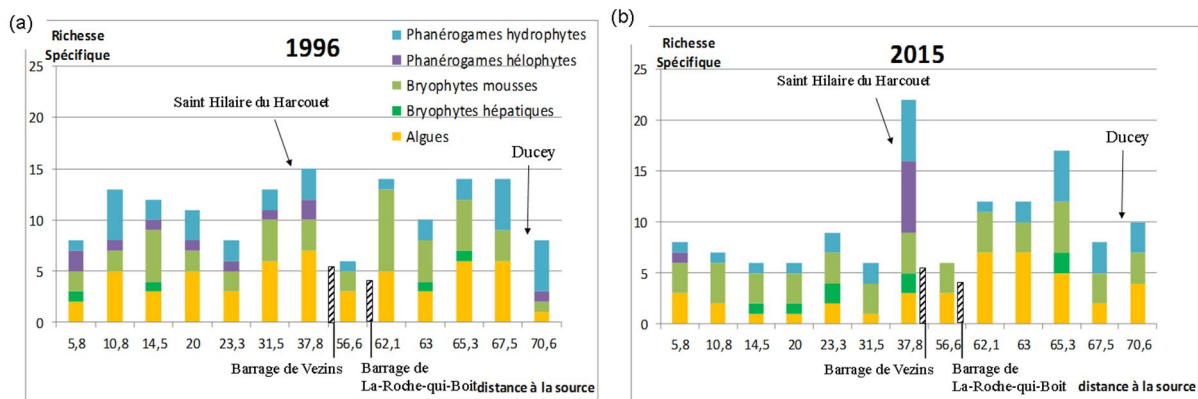 (a)
Richesse
Spécifique
1996
Phanérogames hydrophytes
Phanérogames hélophytes
Bryophytes mousses
Bryophytes hépatiques
Algues
25
20
15
10
5
0
Saint Hilaire du Harcouet
Ducey
5,8 10,8 14,5 20 23,3 31,5 37,8 56,6 62,1 63 65,3 67,5 70,6
Barrage de Vezins
Barrage de
La-Roche-qui-Boit
distance à la source
(b)
Richesse
Spécifique
2015
25
20
15
10
5
0
Saint Hilaire du Harcouet
Ducey
5,8 10,8 14,5 20 23,3 31,5 37,8 56,6 62,1 63 65,3 67,5 70,6
Barrage de Vezins
Barrage de
La-Roche-qui-Boit
distance à la source